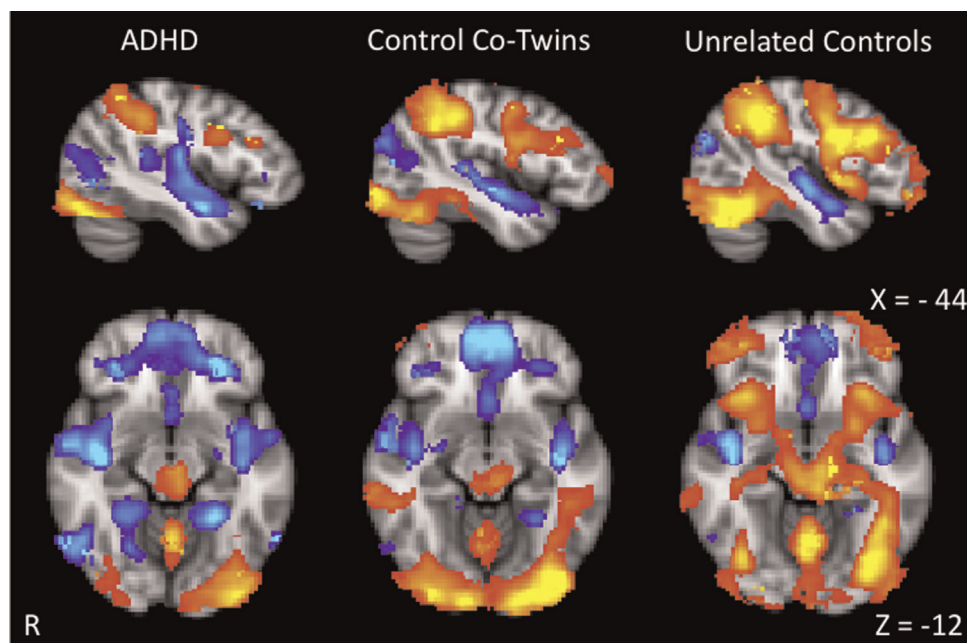 ADHD
Control Co-Twins
Unrelated Controls
X = - 44
R
Z = -12